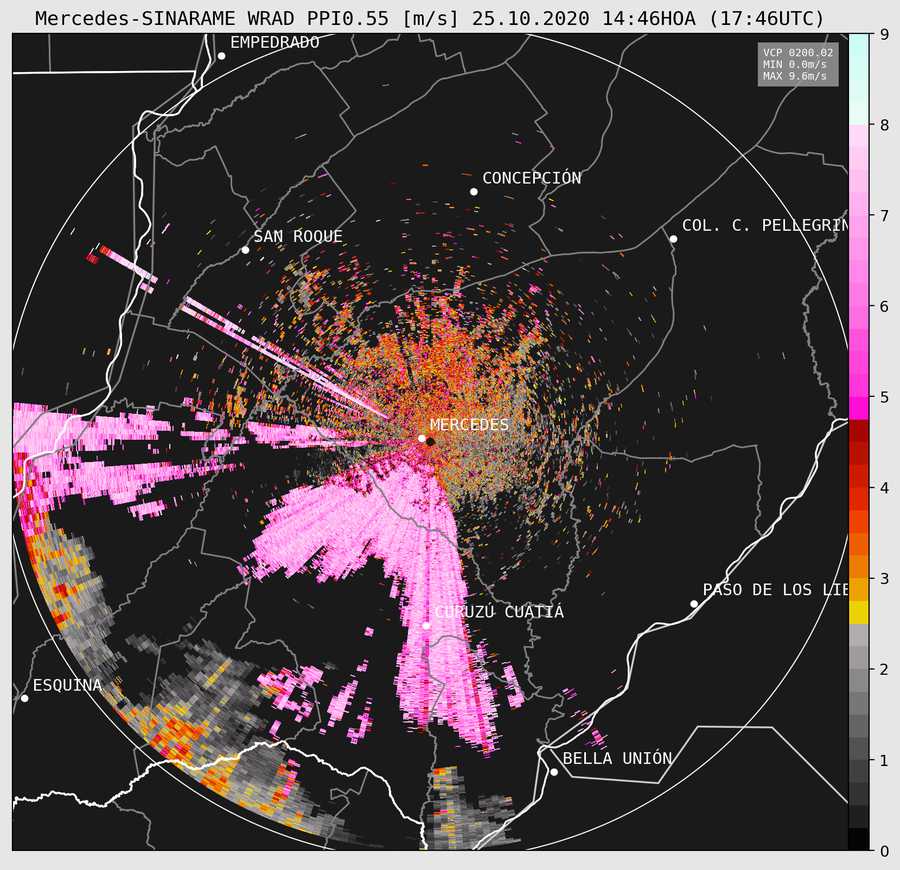 Mercedes-SINARAME WRAD PPI0.55 [m/s] 25.10.2020 14:46HOA (17:46UTC)
EMPEDRADO
VCP 0200.02
MIN 0.0m/s
MAX 9.6m/s
CONCEPCIÓN
SAN ROQUE
COL. C. PELLEGRIN
MERCEDES
CURUZÚ CUATIÁ
PASO DE LOS LIE
ESQUINA
BELLA UNIÓN
9
8
7
6
5
4
3
2
1
0